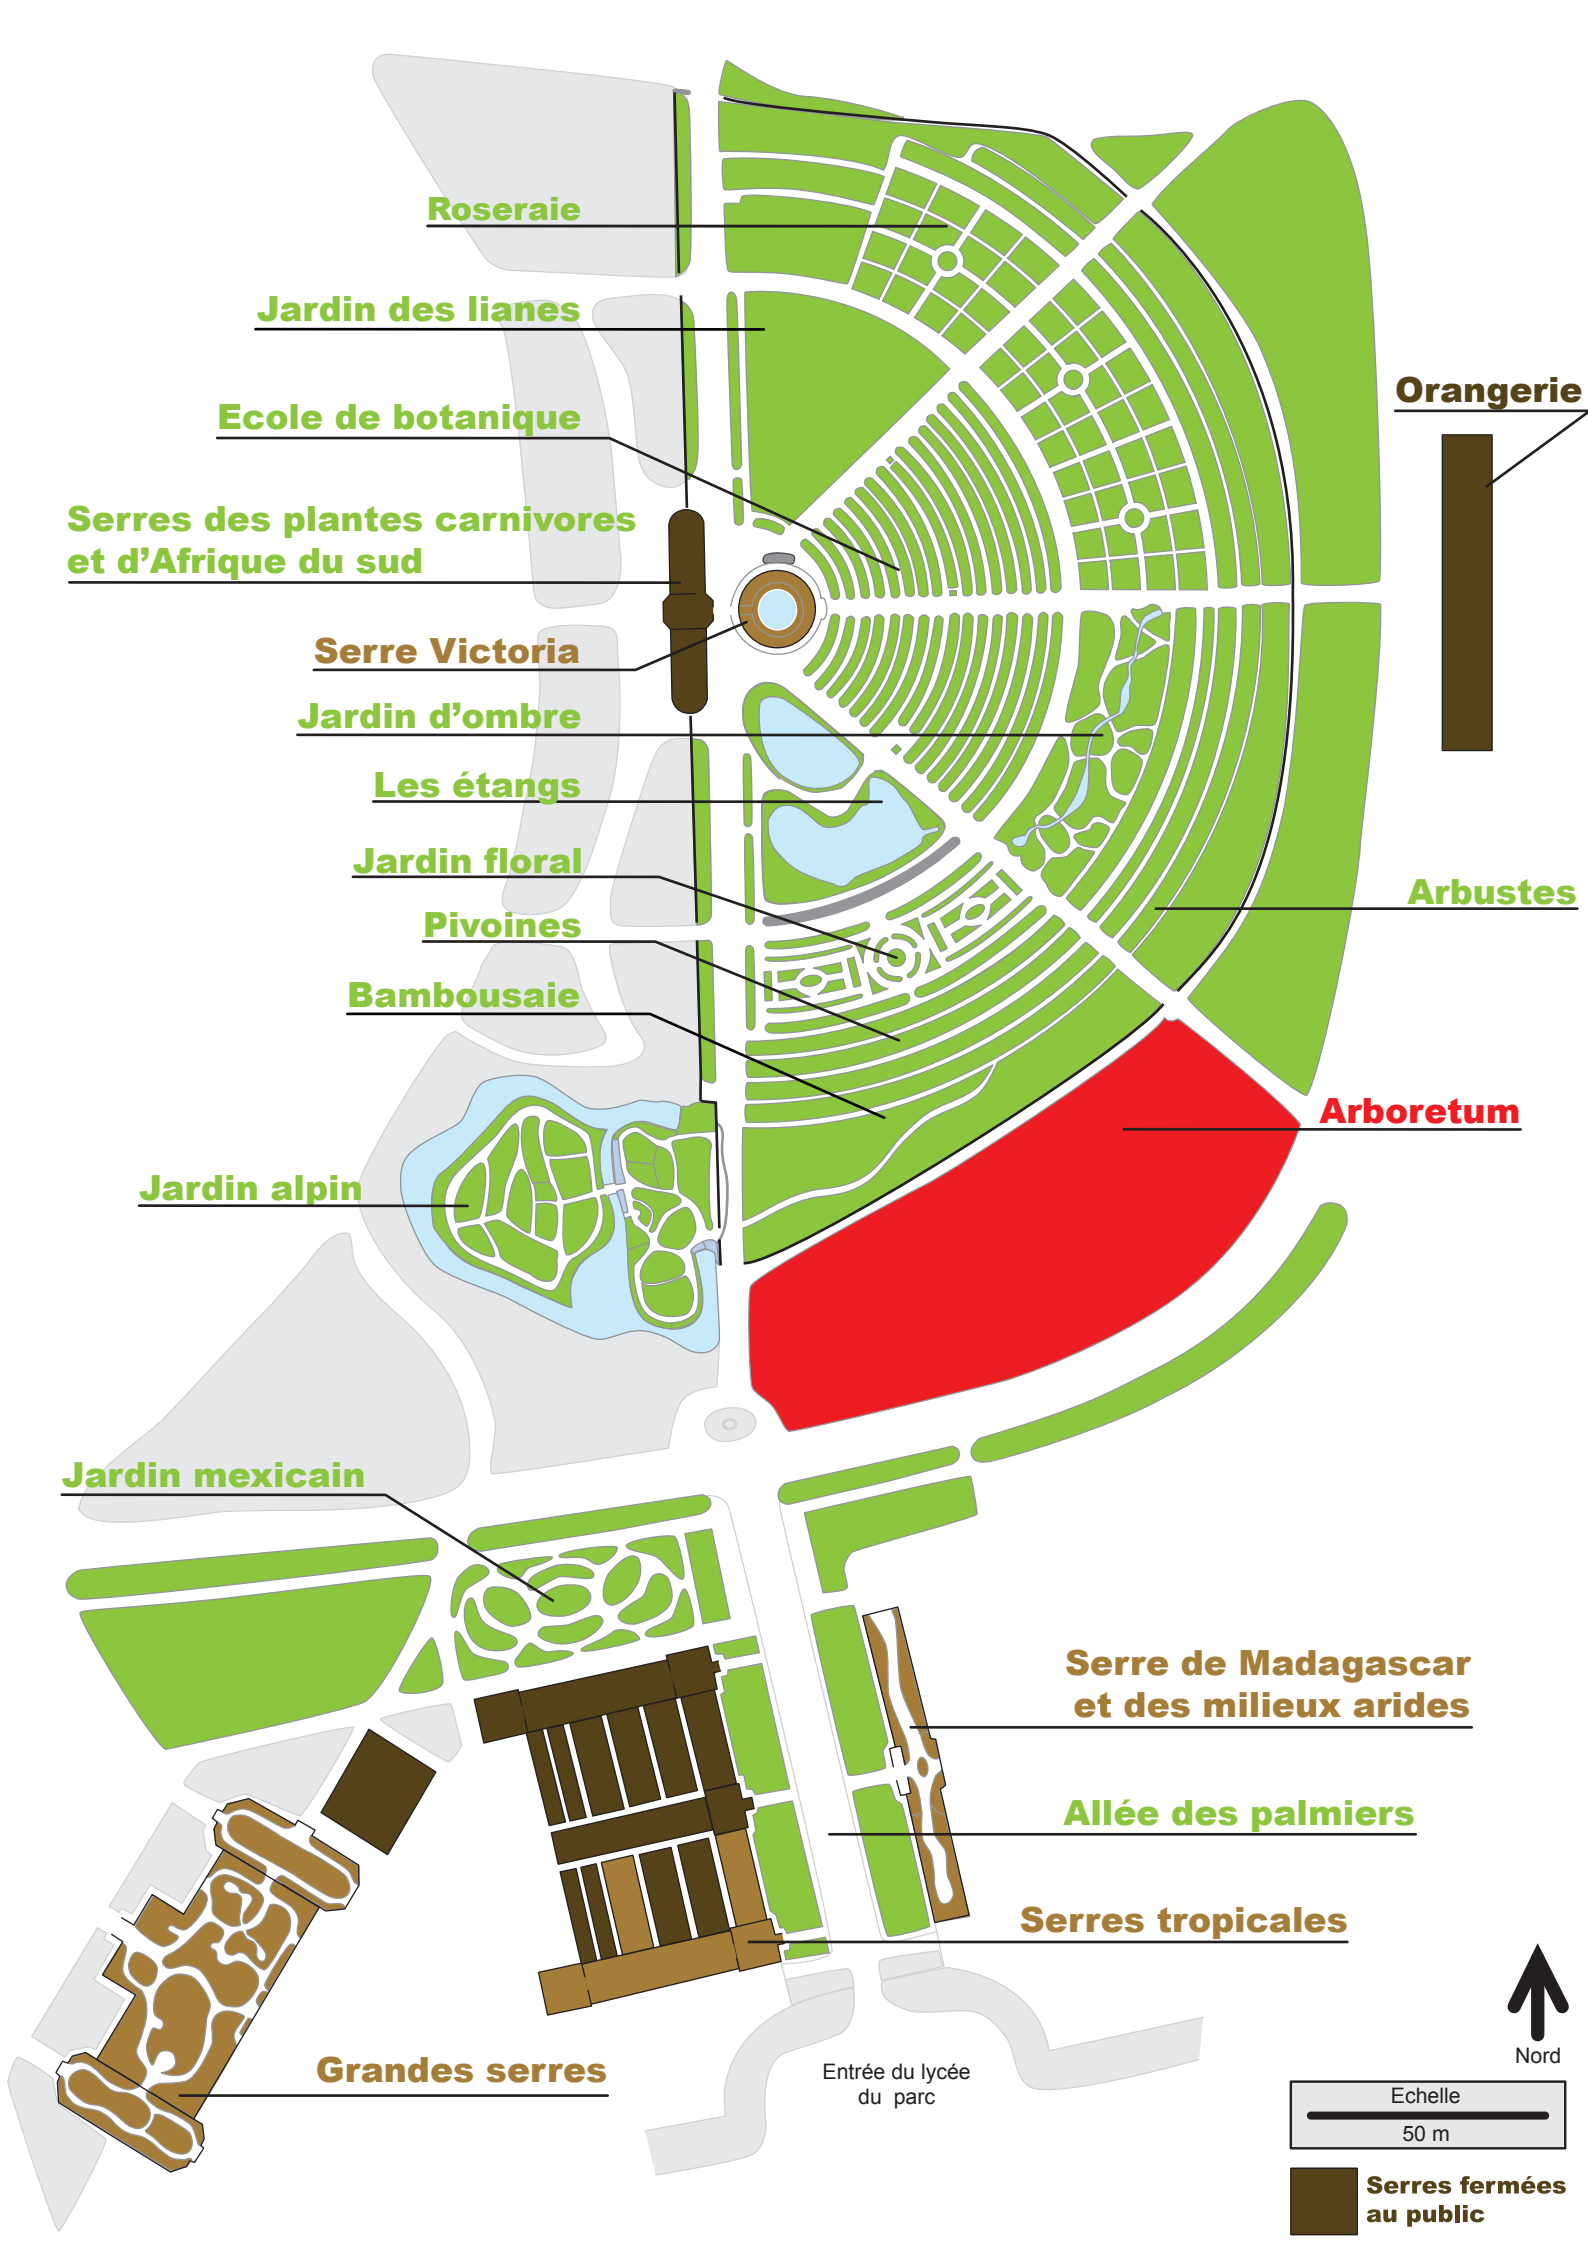 Roseraie
Jardin des lianes
Orangerie
Ecole de botanique
Serres des plantes carnivores
et d’Afrique du sud
Serre Victoria
Jardin d’ombre
Les étangs
Jardin floral
Arbustes
Pivoines
Bambousaie
Arboretum
Jardin alpin
Jardin mexicain
Serre de Madagascar
et des milieux arides
Allée des palmiers
Serres tropicales
Grandes serres
Entrée du lycée
du parc
Nord
Echelle
50 m
Serres fermées
au public